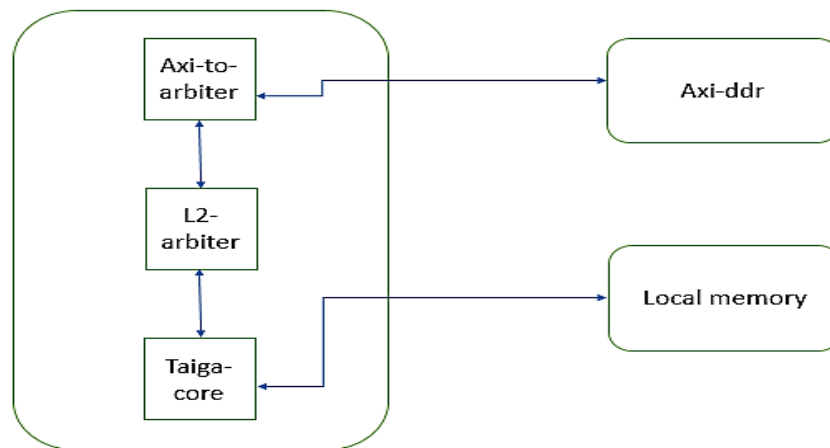 Axi-to-
arbiter
Axi-ddr
L2-
arbiter
Local memory
Taiga-
core